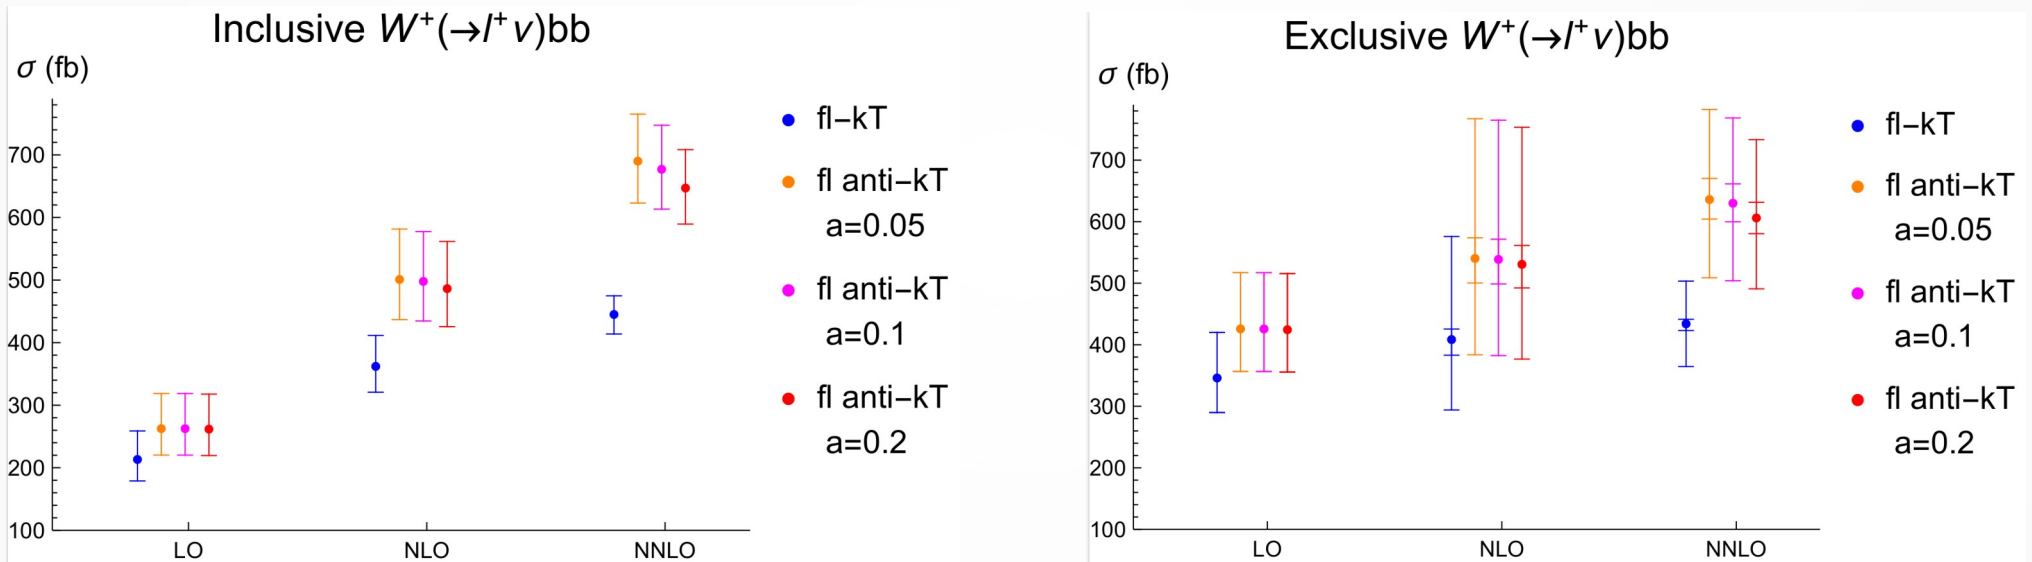 Inclusive W⁺(→l⁺ν)bb
σ (fb)
700
600
500
400
300
200
100
LO
NLO
NNLO
fl–kT
fl anti–kT
a=0.05
fl anti–kT
a=0.1
fl anti–kT
a=0.2
Exclusive W⁺(→l⁺ν)bb
σ (fb)
700
600
500
400
300
200
100
LO
NLO
NNLO
fl–kT
fl anti–kT
a=0.05
fl anti–kT
a=0.1
fl anti–kT
a=0.2